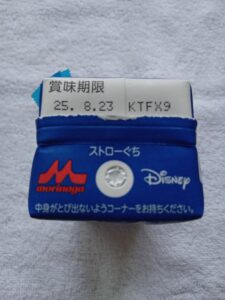 賞味期限
25. 8.23 KTFX9
ストローぐち
morinaga
Disney
中身がとび出ないようコーナーをお持ちください。